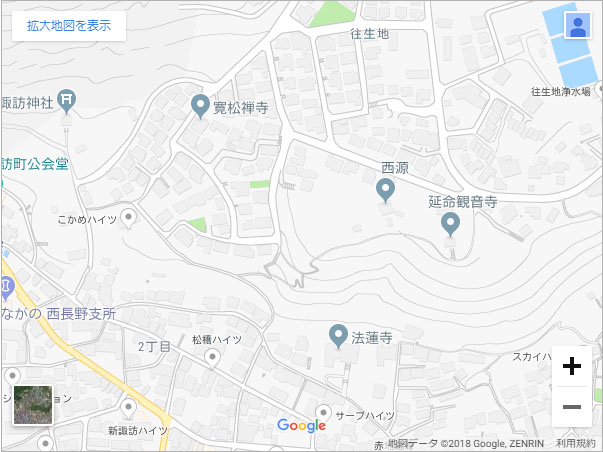 拡大地図を表示
往生地
往生地浄水場
諏訪神社
寛松禅寺
訪町公会堂
西源
延命観音寺
こかめハイツ
ながの 西長野支所
松橋ハイツ
2丁目
法蓮寺
スカイハ
新諏訪ハイツ
サープハイツ
Google
赤
地図データ ©2018 Google, ZENRIN
利用規約